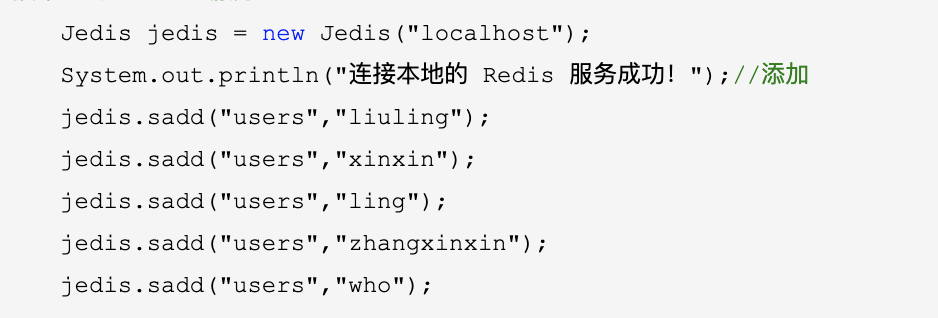 Jedis jedis = new Jedis("localhost");
System.out.println("连接本地的 Redis 服务成功！");//添加
jedis.sadd("users","liuling");
jedis.sadd("users","xinxin");
jedis.sadd("users","ling");
jedis.sadd("users","zhangxinxin");
jedis.sadd("users","who");